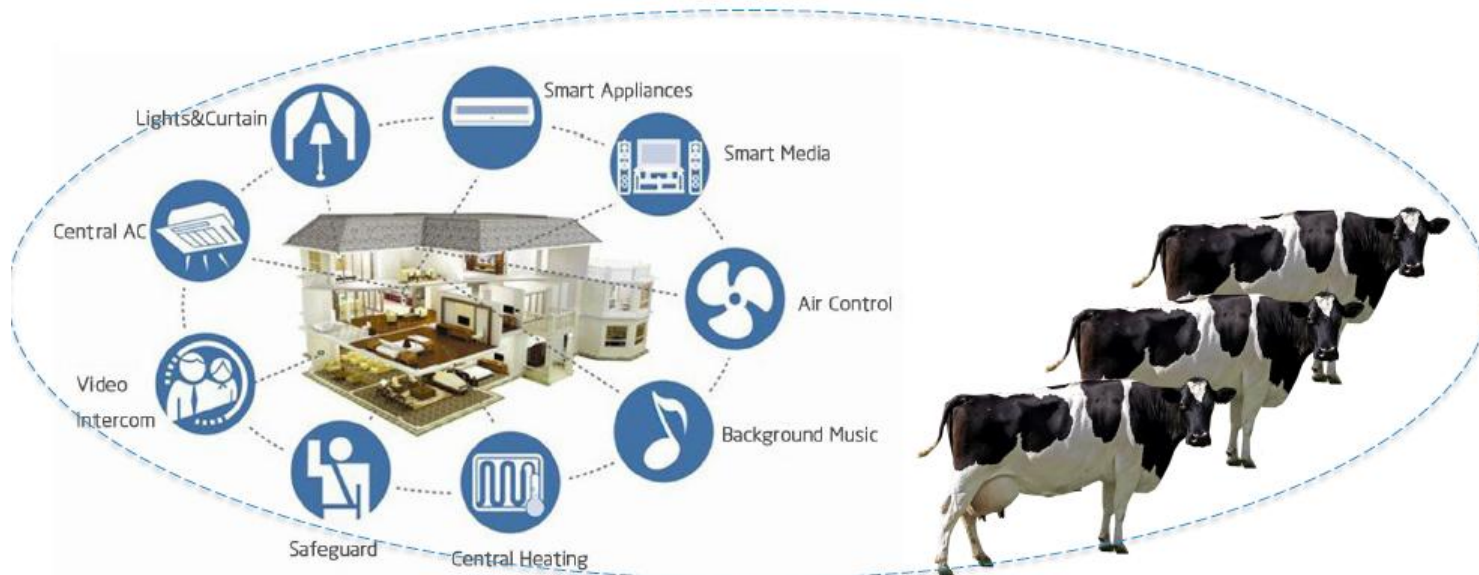 Smart Appliances
Lights&Curtain
Smart Media
Central AC
Air Control
Video
Intercom
Background Music
Safeguard
Central Heating